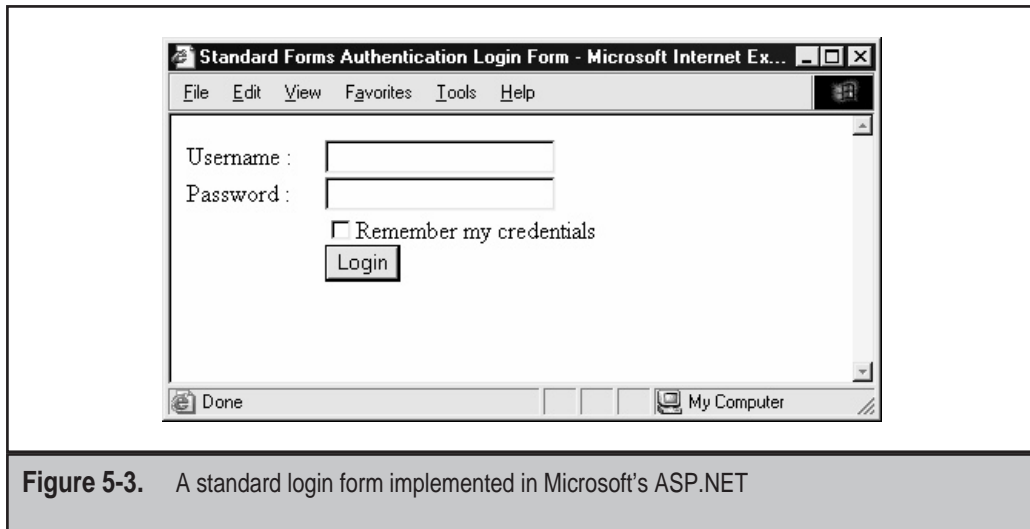 Standard Forms Authentication Login Form - Microsoft Internet Ex...
File Edit View Favorites Tools Help
Username :
Password :
Remember my credentials
Login
Done My Computer
Figure 5-3. A standard login form implemented in Microsoft's ASP.NET